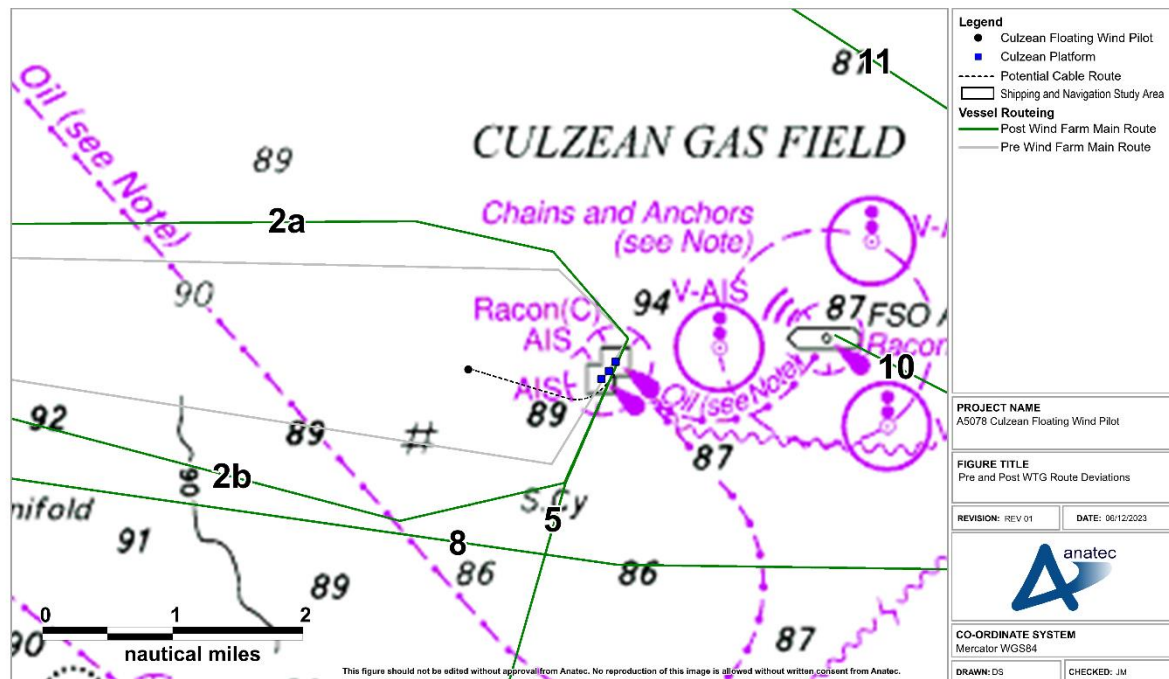 11
87
Oil (see Note)
CULZEAN GAS FIELD
89
2a
Chains and Anchors
(see Note)
90
94
V-AIS
87
FSO A
Racon(C)
AIS
Racon
10
AIS
Oil (see Note)
89
92
89
#
87
2b
90
S.Cy
5
nifold
91
8
86
86
89
87
0 1 2
nautical miles
90
This figure should not be edited without approval from Anatec. No reproduction of this image is allowed without written consent from Anatec.
Legend
Culzean Floating Wind Pilot
Culzean Platform
Potential Cable Route
Shipping and Navigation Study Area
Vessel Routeing
Post Wind Farm Main Route
Pre Wind Farm Main Route
PROJECT NAME
A5078 Culzean Floating Wind Pilot
FIGURE TITLE
Pre and Post WTG Route Deviations
REVISION: REV 01 DATE: 06/12/2023
anatec
CO-ORDINATE SYSTEM
Mercator WGS84
DRAWN: DS CHECKED: JM